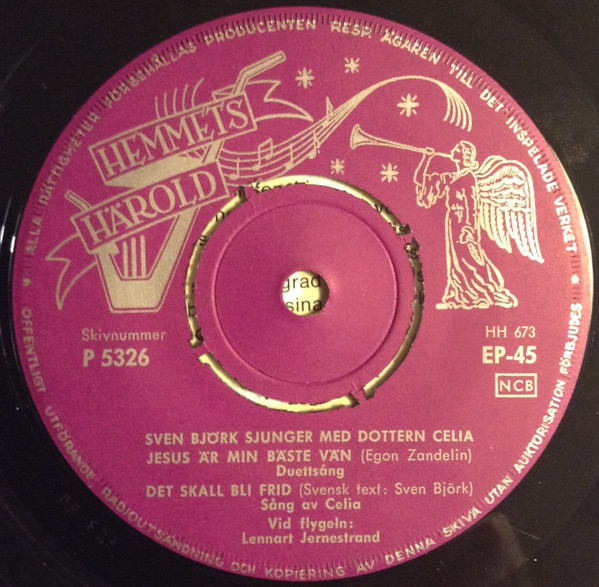 ALLA RÄTTIGHETER FÖRBEHÅLLAS PRODUCENTEN RESP. ÄGAREN TILL DET INSPELADE VERKET
HEMMETS
HÄROLD
grad
sina
Skivnummer
P 5326
HH 673
EP-45
NCB
SVEN BJÖRK SJUNGER MED DOTTERN CELIA
JESUS ÄR MIN BÄSTE VÄN (Egon Zandelin)
Duettsång
DET SKALL BLI FRID (Svensk text: Sven Björk)
Sång av Celia
Vid flygeln:
Lennart Jernestrand
OFFENTLIGT UTFÖRANDE RADIOUTSÄNDNING OCH KOPIERING AV DENNA SKIVA UTAN AUKTORISATION FÖRBJUDES